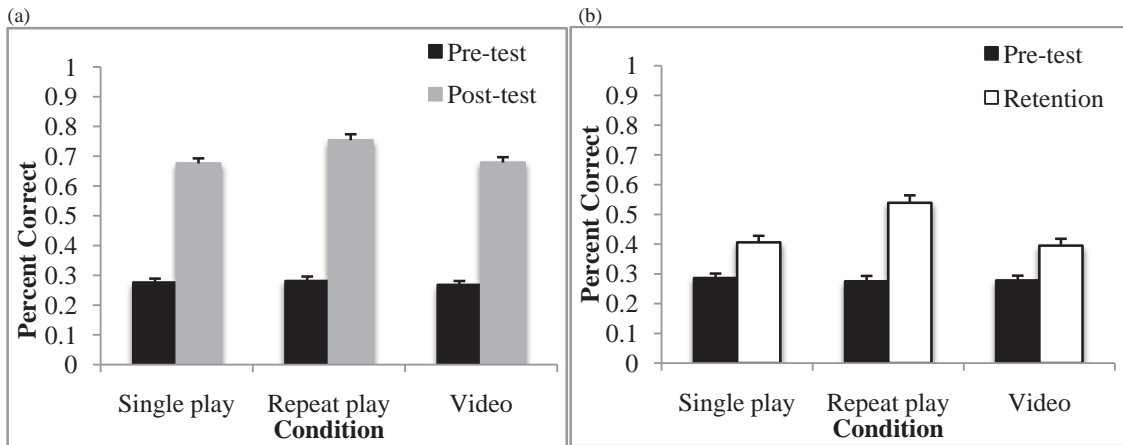 (a)
Pre-test
Post-test
1
0.9
0.8
0.7
0.6
0.5
0.4
0.3
0.2
0.1
0
Percent Correct
Single play Repeat play Video
Condition
(b)
Pre-test
Retention
1
0.9
0.8
0.7
0.6
0.5
0.4
0.3
0.2
0.1
0
Percent Correct
Single play Repeat play Video
Condition